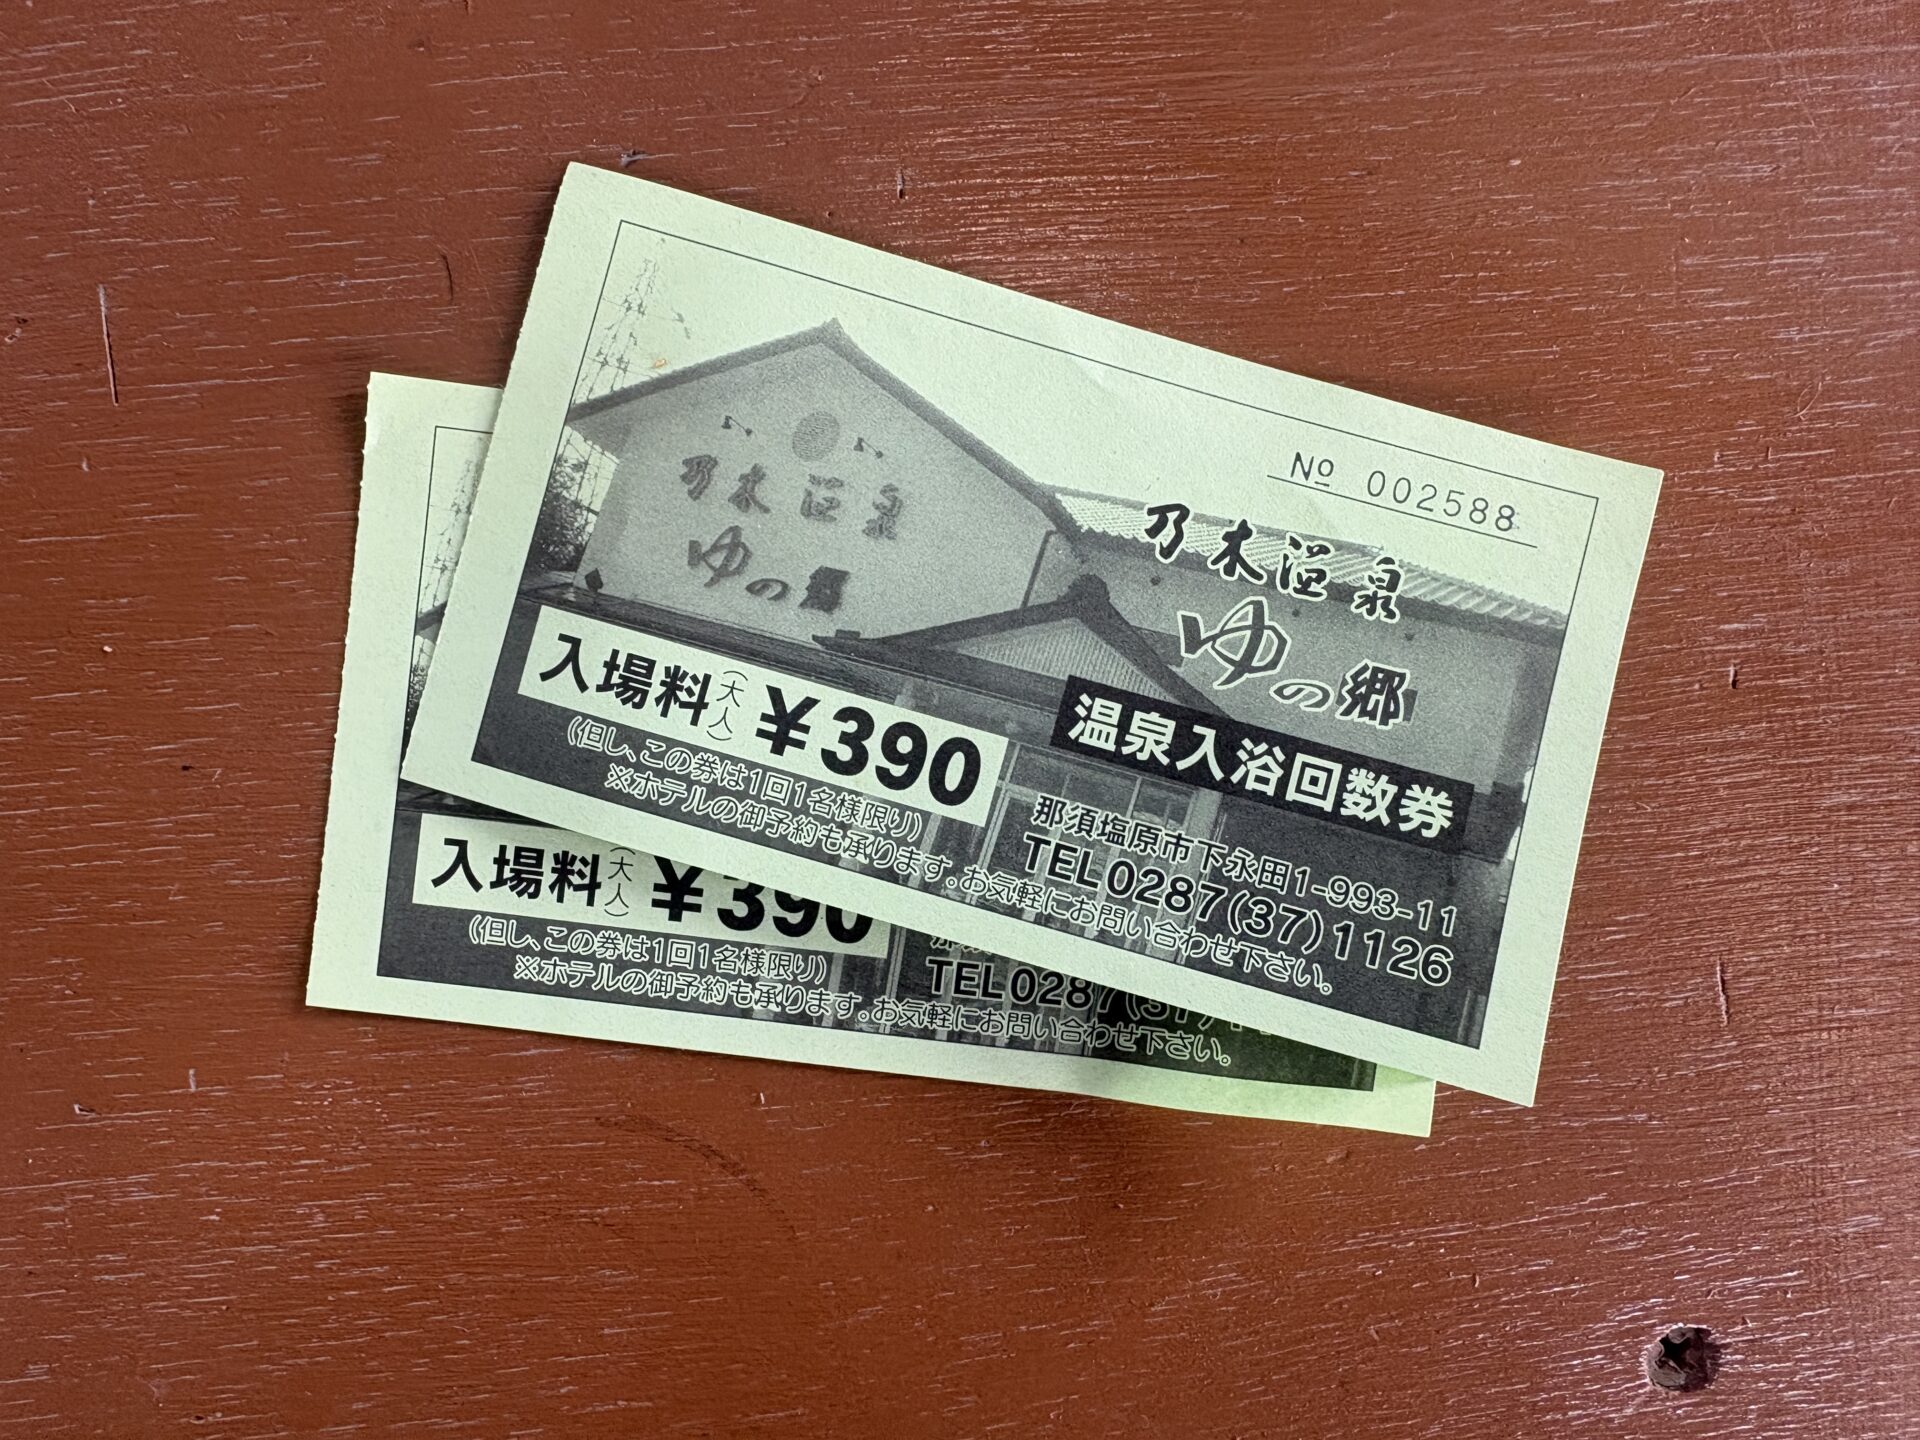 № 002588
乃木温泉
ゆの郷
乃木温泉
ゆの郷
温泉入浴回数券
入場料(大人)¥390
(但し、この券は1回1名様限り)
※ホテルの御予約も承ります。お気軽にお問い合わせ下さい。
那須塩原市下永田1-993-11
TEL0287(37)1126
入場料(大人)¥390
(但し、この券は1回1名様限り)
※ホテルの御予約も承ります。お気軽にお問い合わせ下さい。
那須
TEL0287(37)1